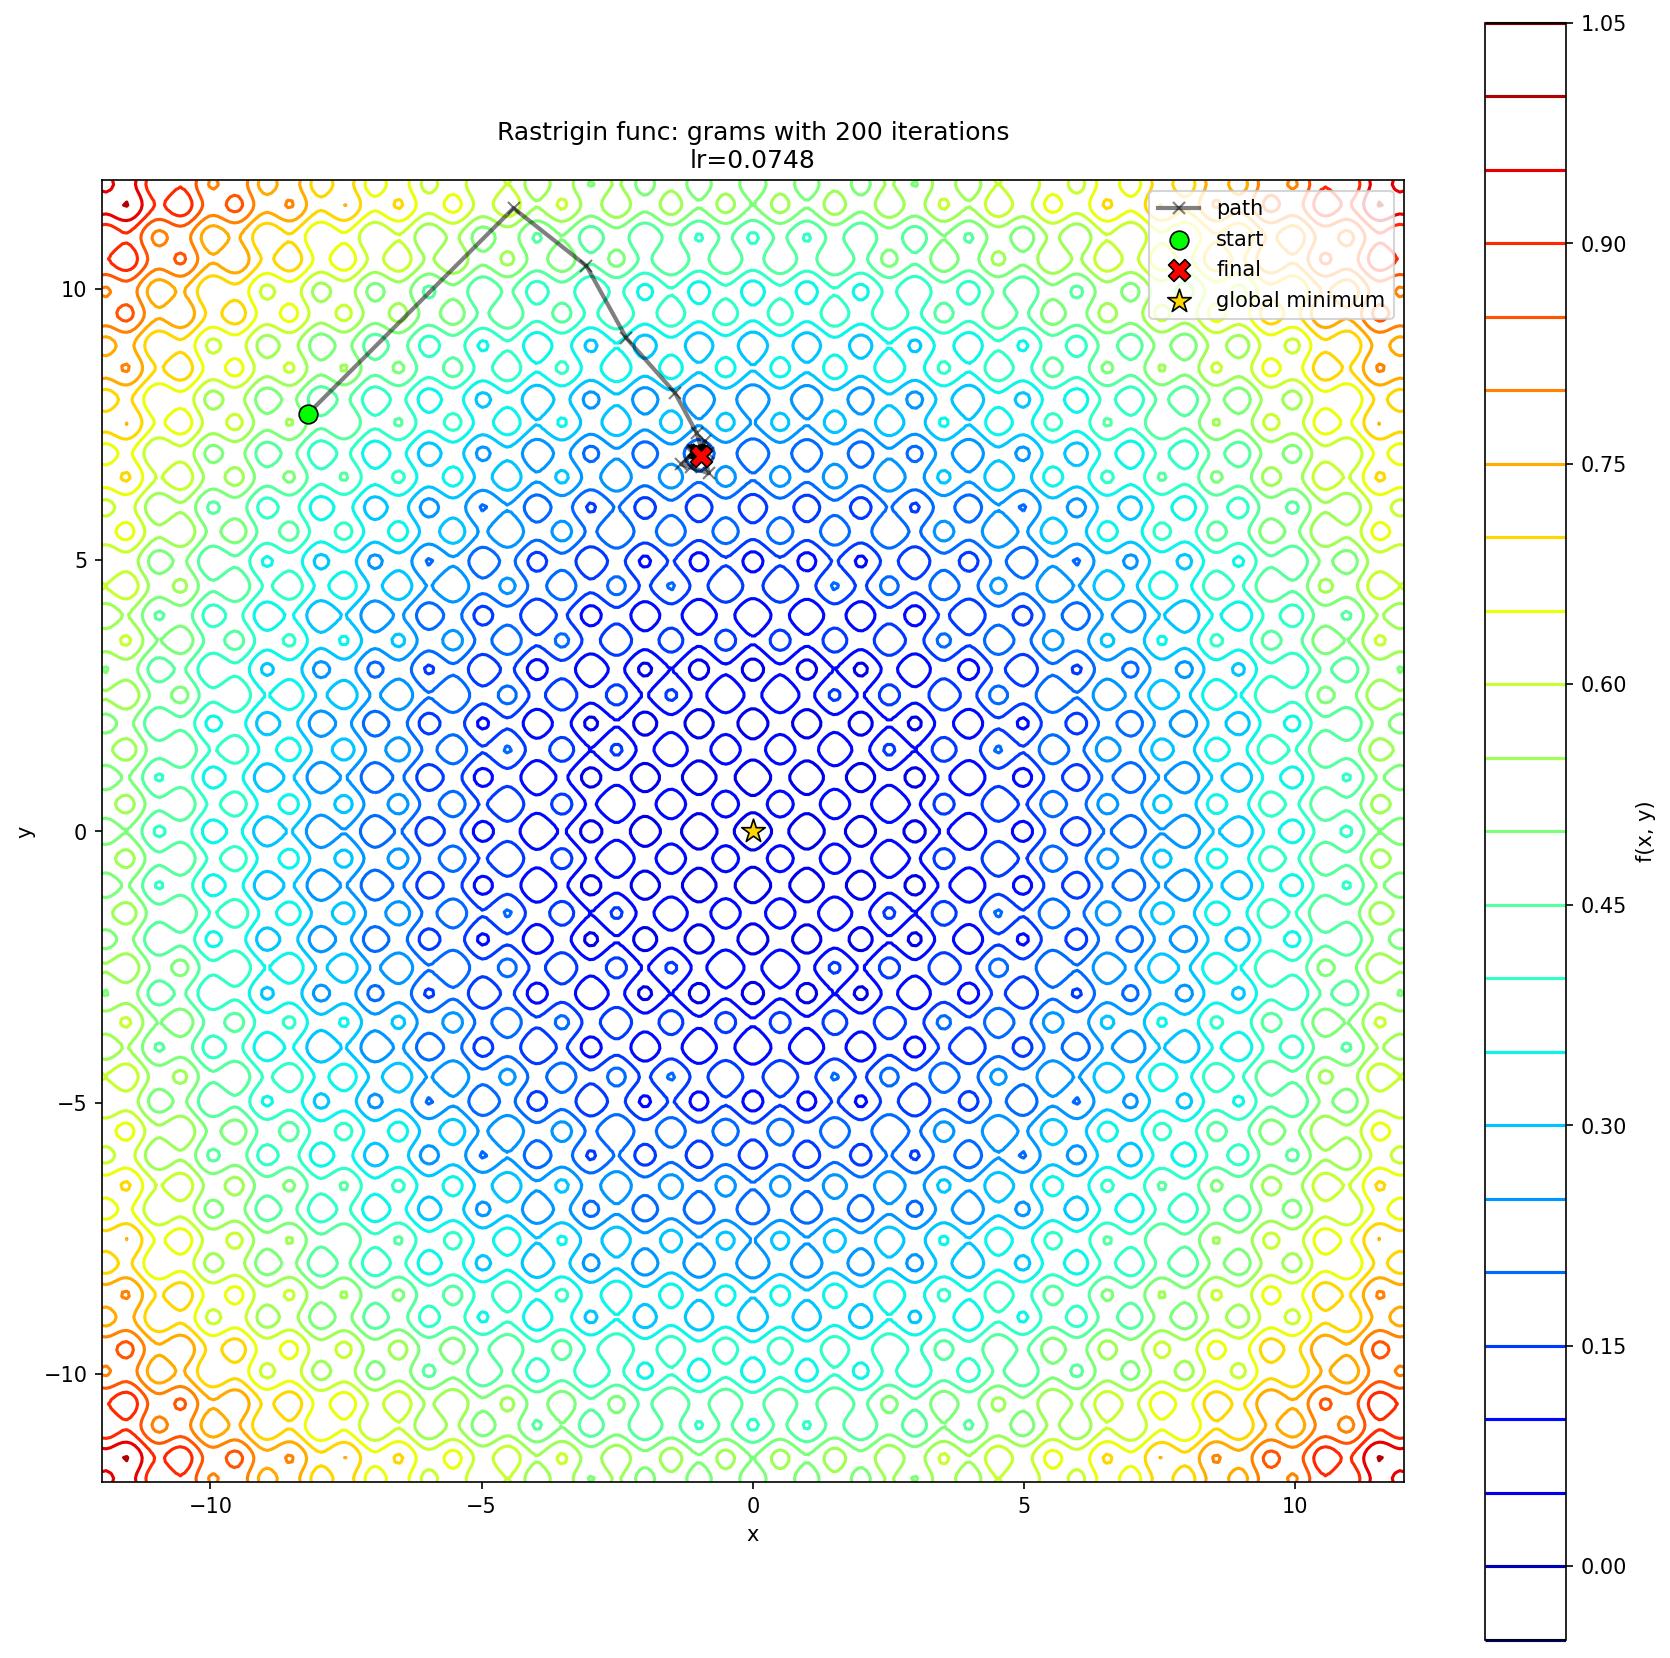 Rastrigin func: grams with 200 iterations
lr=0.0748
path
start
final
global minimum
10
5
0
−5
−10
y
−10
−5
0
5
10
x
1.05
0.90
0.75
0.60
0.45
0.30
0.15
0.00
f(x, y)